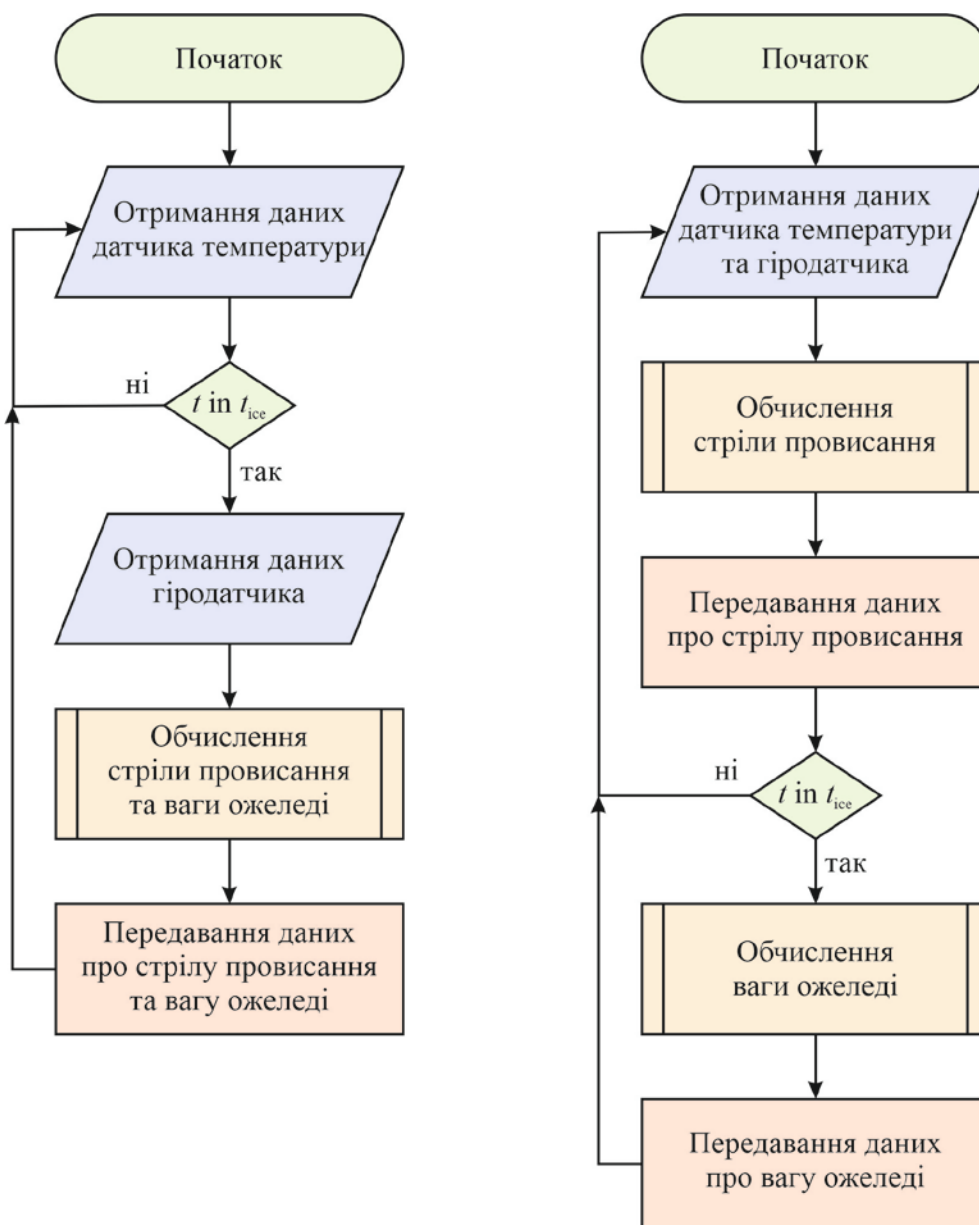 Початок
Отримання даних
датчика температури
ні
t in t_ice
так
Отримання даних
гіродатчика
Обчислення
стріли провисання
та ваги ожеледі
Передавання даних
про стрілу провисання
та вагу ожеледі
Початок
Отримання даних
датчика температури
та гіродатчика
Обчислення
стріли провисання
Передавання даних
про стрілу провисання
ні
t in t_ice
так
Обчислення
ваги ожеледі
Передавання даних
про вагу ожеледі